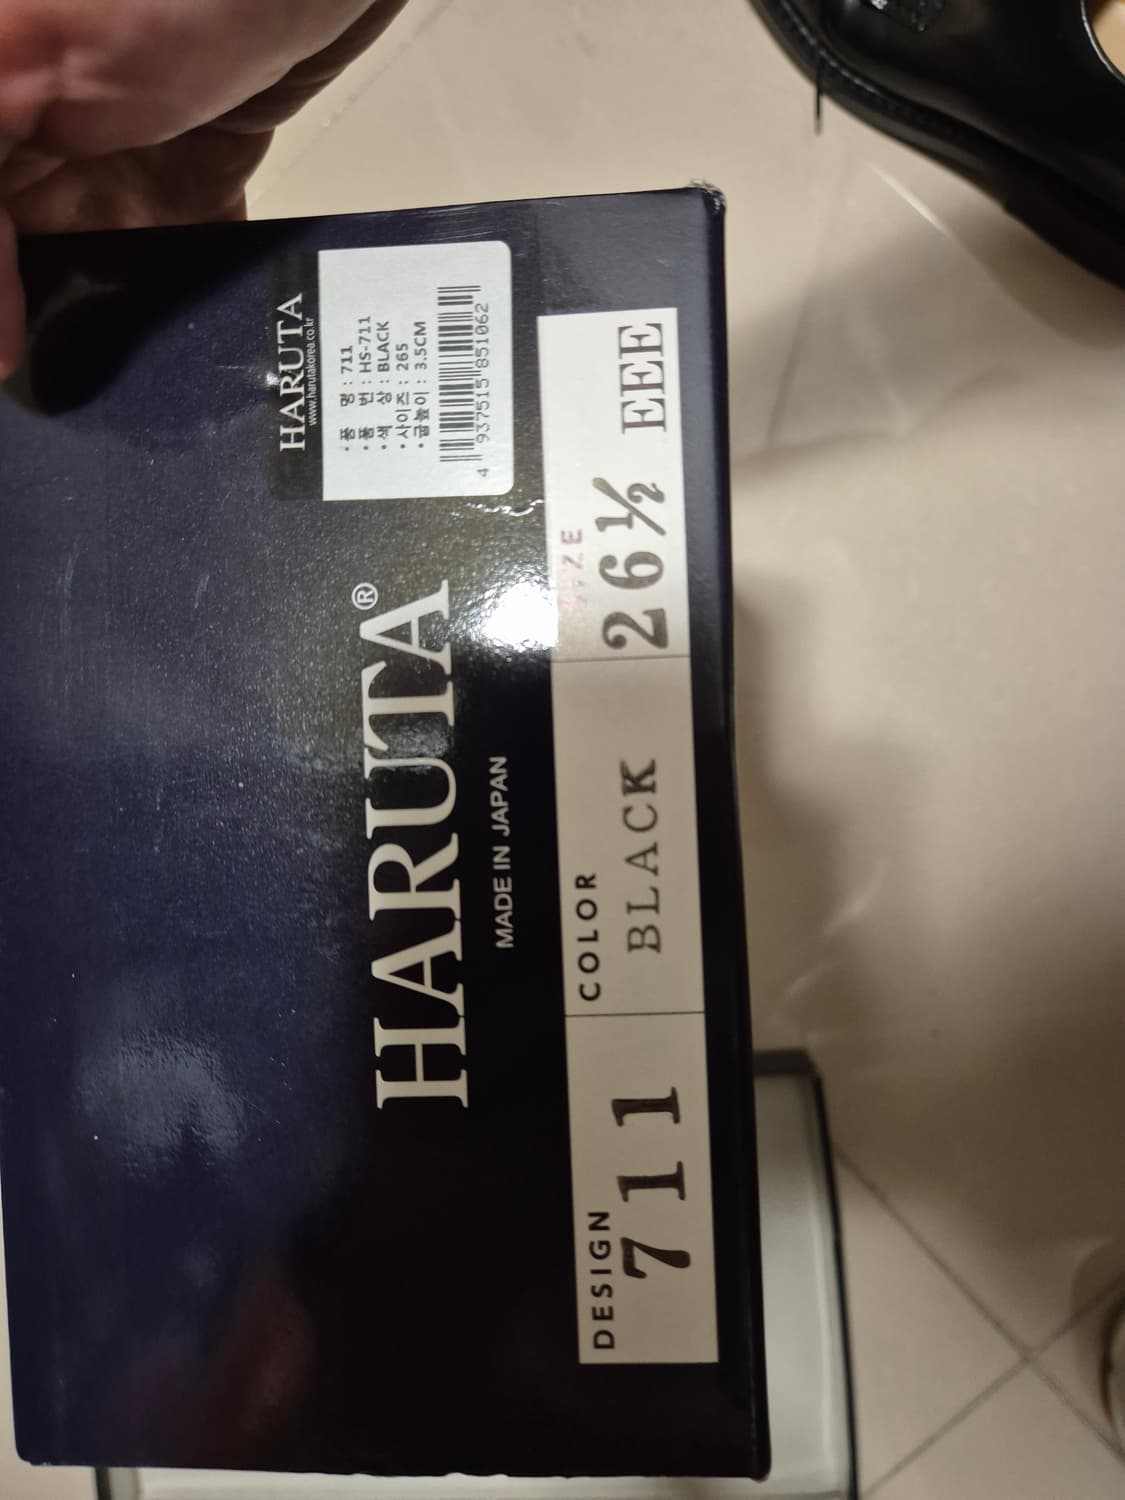 HARUTA
www.harutakorea.co.kr
• 품 명 : 711
• 품 번 : HS-711
• 색 상 : BLACK
• 사이즈 : 265
• 굽높이 : 3.5CM
4 937515 851062
HARUTA®
MADE IN JAPAN
DESIGN
711
COLOR
BLACK
SIZE
26½ EEE